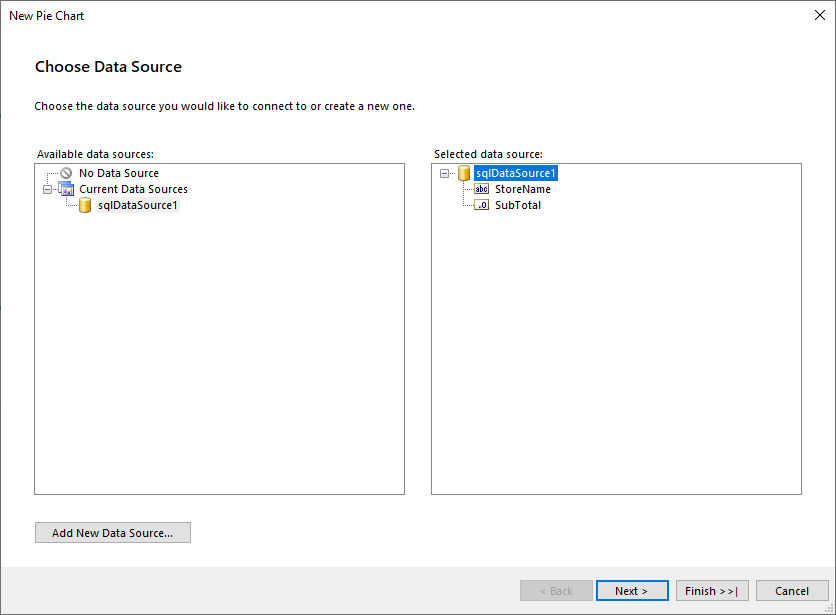 New Pie Chart
Choose Data Source
Choose the data source you would like to connect to or create a new one.
Available data sources:
No Data Source
Current Data Sources
sqlDataSource1
Selected data source:
sqlDataSource1
abc StoreName
.0 SubTotal
Add New Data Source...
< Back
Next >
Finish >>|
Cancel